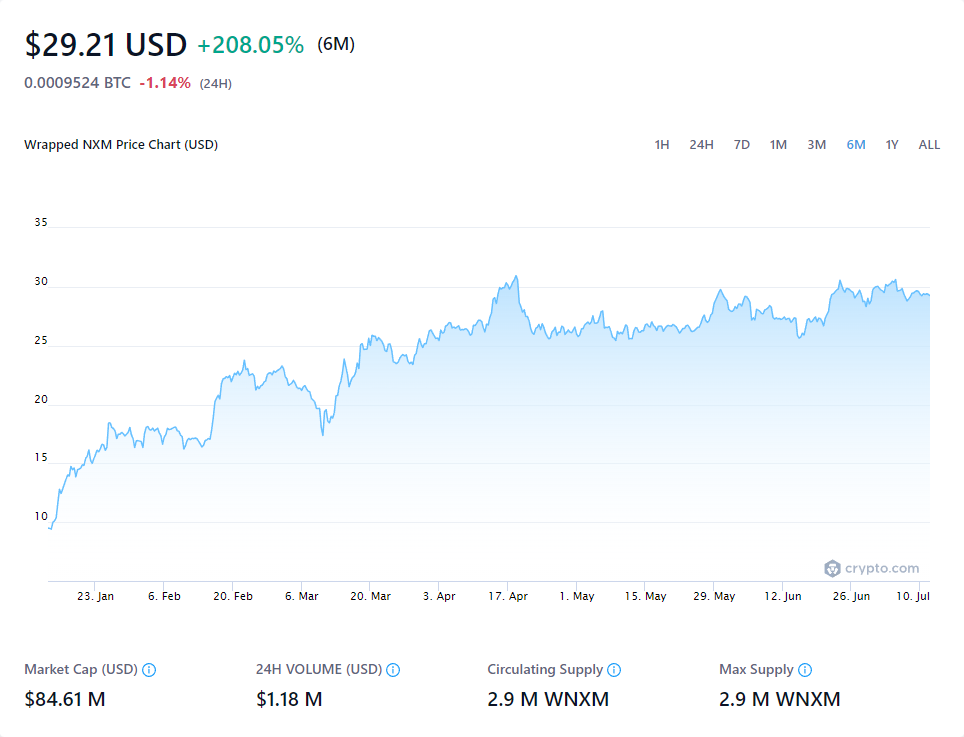 $29.21 USD +208.05% (6M)
0.0009524 BTC -1.14% (24H)
Wrapped NXM Price Chart (USD) 1H 24H 7D 1M 3M 6M 1Y ALL
35
30
25
20
15
10
crypto.com
23. Jan 6. Feb 20. Feb 6. Mar 20. Mar 3. Apr 17. Apr 1. May 15. May 29. May 12. Jun 26. Jun 10. Jul
Market Cap (USD) 24H VOLUME (USD) Circulating Supply Max Supply
$84.61 M $1.18 M 2.9 M WNXM 2.9 M WNXM